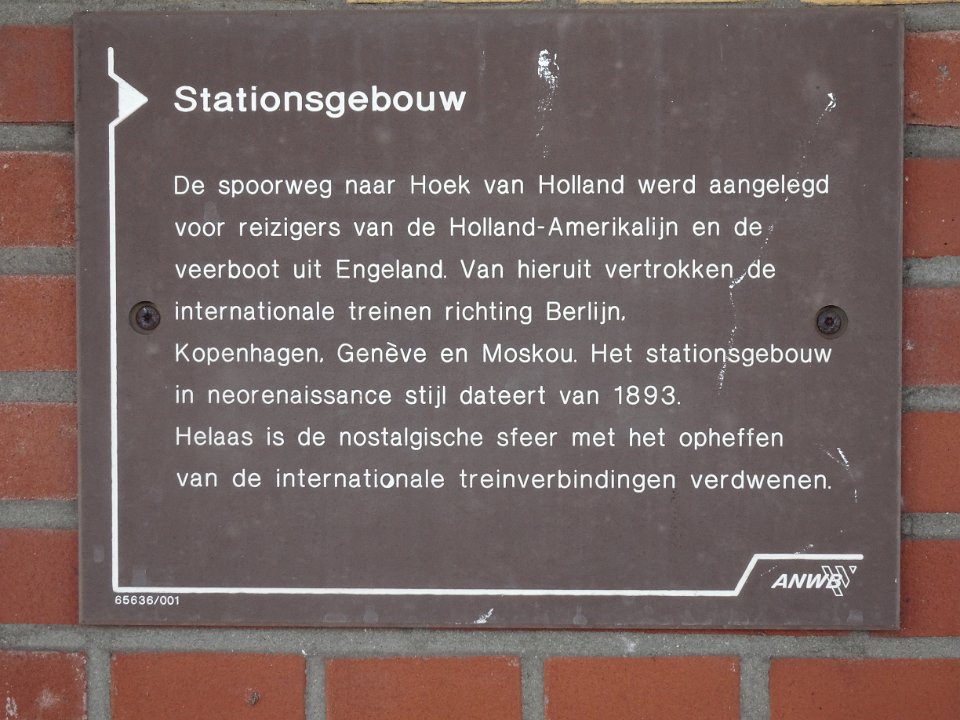 Stationsgebouw
De spoorweg naar Hoek van Holland werd aangelegd
voor reizigers van de Holland-Amerikalijn en de
veerboot uit Engeland. Van hieruit vertrokken de
internationale treinen richting Berlijn,
Kopenhagen, Genève en Moskou. Het stationsgebouw
in neorenaissance stijl dateert van 1893.
Helaas is de nostalgische sfeer met het opheffen
van de internationale treinverbindingen verdwenen.
65636/001
ANWB